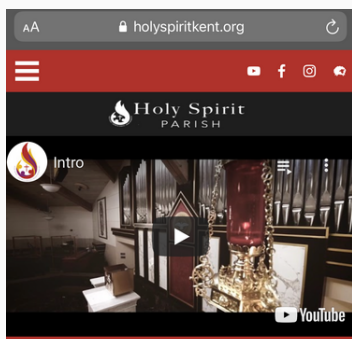 AA holyspiritkent.org
Holy Spirit
PARISH
Intro
YouTube